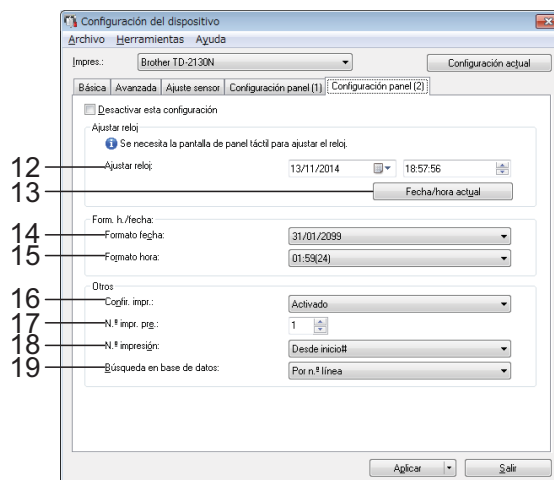 Configuración del dispositivo
Archivo Herramientas Ayuda
Impres.: Brother TD-2130N Configuración actual
Básica Avanzada Ajuste sensor Configuración panel (1) Configuración panel (2)
Desactivar esta configuración
Ajustar reloj
Se necesita la pantalla de panel táctil para ajustar el reloj.
12 Ajustar reloj: 13/11/2014 18:57:56
13 Fecha/hora actual
Form. h./fecha:
14 Formato fecha: 31/01/2099
15 Formato hora: 01:59(24)
Otros
16 Confir. impr.: Activado
17 N.º impr. pre.: 1
18 N.º impresión: Desde inicio#
19 Búsqueda en base de datos: Por n.º línea
Aplicar Salir